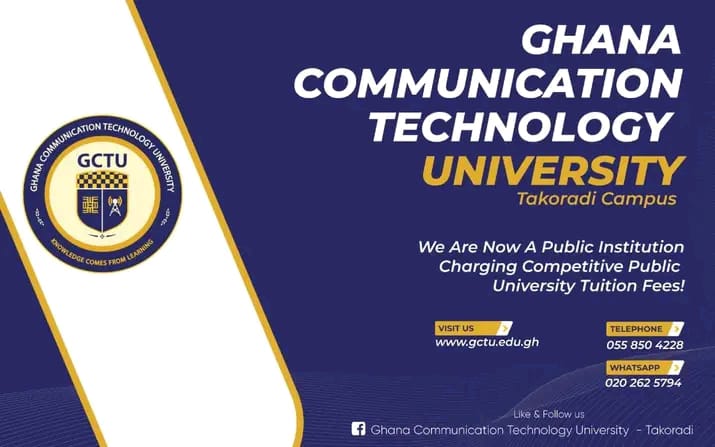 GHANA COMMUNICATION TECHNOLOGY UNIVERSITY
GCTU
KNOWLEDGE COMES FROM LEARNING
GHANA
COMMUNICATION
TECHNOLOGY
UNIVERSITY
Takoradi Campus
We Are Now A Public Institution
Charging Competitive Public
University Tuition Fees!
VISIT US
www.gctu.edu.gh
TELEPHONE
055 850 4228
WHATSAPP
020 262 5794
Like & Follow us
Ghana Communication Technology University - Takoradi